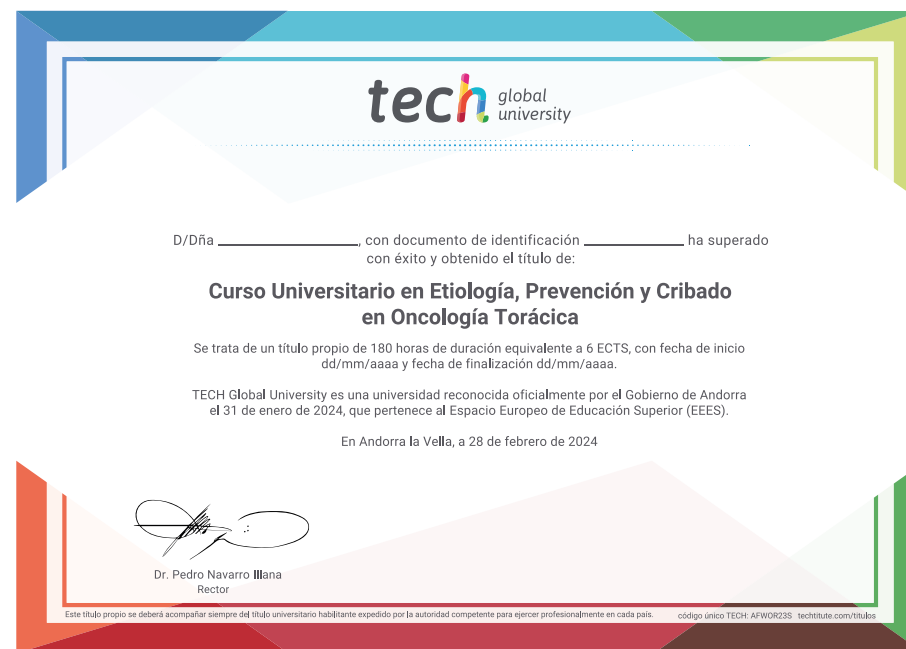 tech global university
D/Dña ____________________, con documento de identificación ______________ ha superado
con éxito y obtenido el título de:
Curso Universitario en Etiología, Prevención y Cribado
en Oncología Torácica
Se trata de un título propio de 180 horas de duración equivalente a 6 ECTS, con fecha de inicio
dd/mm/aaaa y fecha de finalización dd/mm/aaaa.
TECH Global University es una universidad reconocida oficialmente por el Gobierno de Andorra
el 31 de enero de 2024, que pertenece al Espacio Europeo de Educación Superior (EEES).
En Andorra la Vella, a 28 de febrero de 2024
Dr. Pedro Navarro Illana
Rector
Este título propio se deberá acompañar siempre del título universitario habilitante expedido por la autoridad competente para ejercer profesionalmente en cada país.
código único TECH: AFWOR23S techtitute.com/titulos